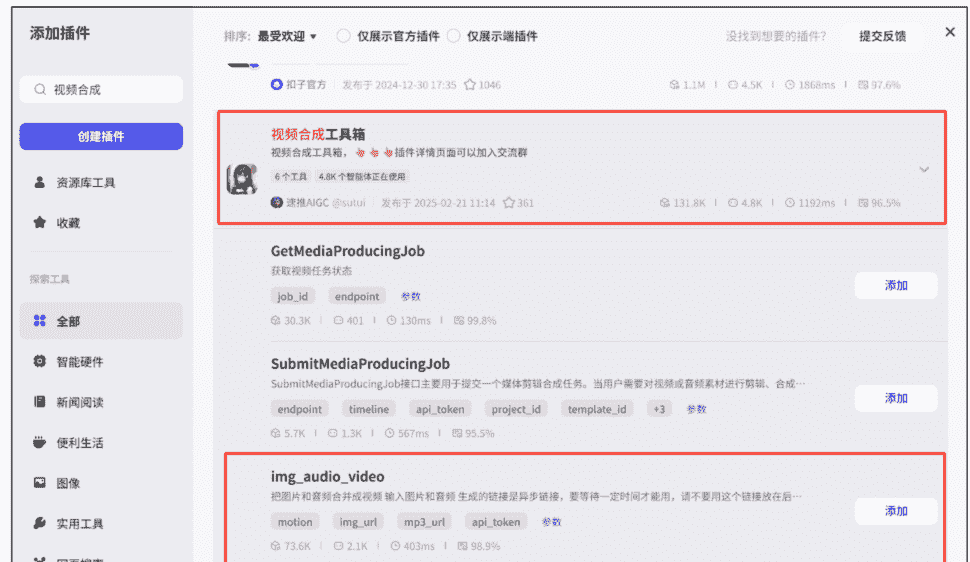 添加插件
排序: 最受欢迎 仅展示官方插件 仅展示端插件 没找到想要的插件? 提交反馈
视频合成
创建插件
资源库工具
收藏
探索工具
全部
智能硬件
新闻阅读
便利生活
图像
实用工具
扣子官方 发布于 2024-12-30 17:35 1046 1.1M 4.5K 1868ms 97.6%
视频合成工具箱
视频合成工具箱, 插件详情页面可以加入交流群
6 个工具 4.8K 个智能体正在使用
速推AIGC @sutui 发布于 2025-02-21 11:14 361 131.8K 4.8K 1192ms 96.5%
GetMediaProducingJob
获取视频任务状态
job_id endpoint 参数
30.3K 401 130ms 99.8%
添加
SubmitMediaProducingJob
SubmitMediaProducingJob接口主要用于提交一个媒体剪辑合成任务。当用户需要对视频或音频素材进行剪辑、合成…
endpoint timeline api_token project_id template_id +3 参数
5.7K 1.3K 567ms 95.5%
添加
img_audio_video
把图片和音频合并成视频 输入图片和音频 生成的链接是异步链接，要等待一定时间才能用，请不要用这个链接放在后…
motion img_url mp3_url api_token 参数
73.6K 2.1K 403ms 98.9%
添加